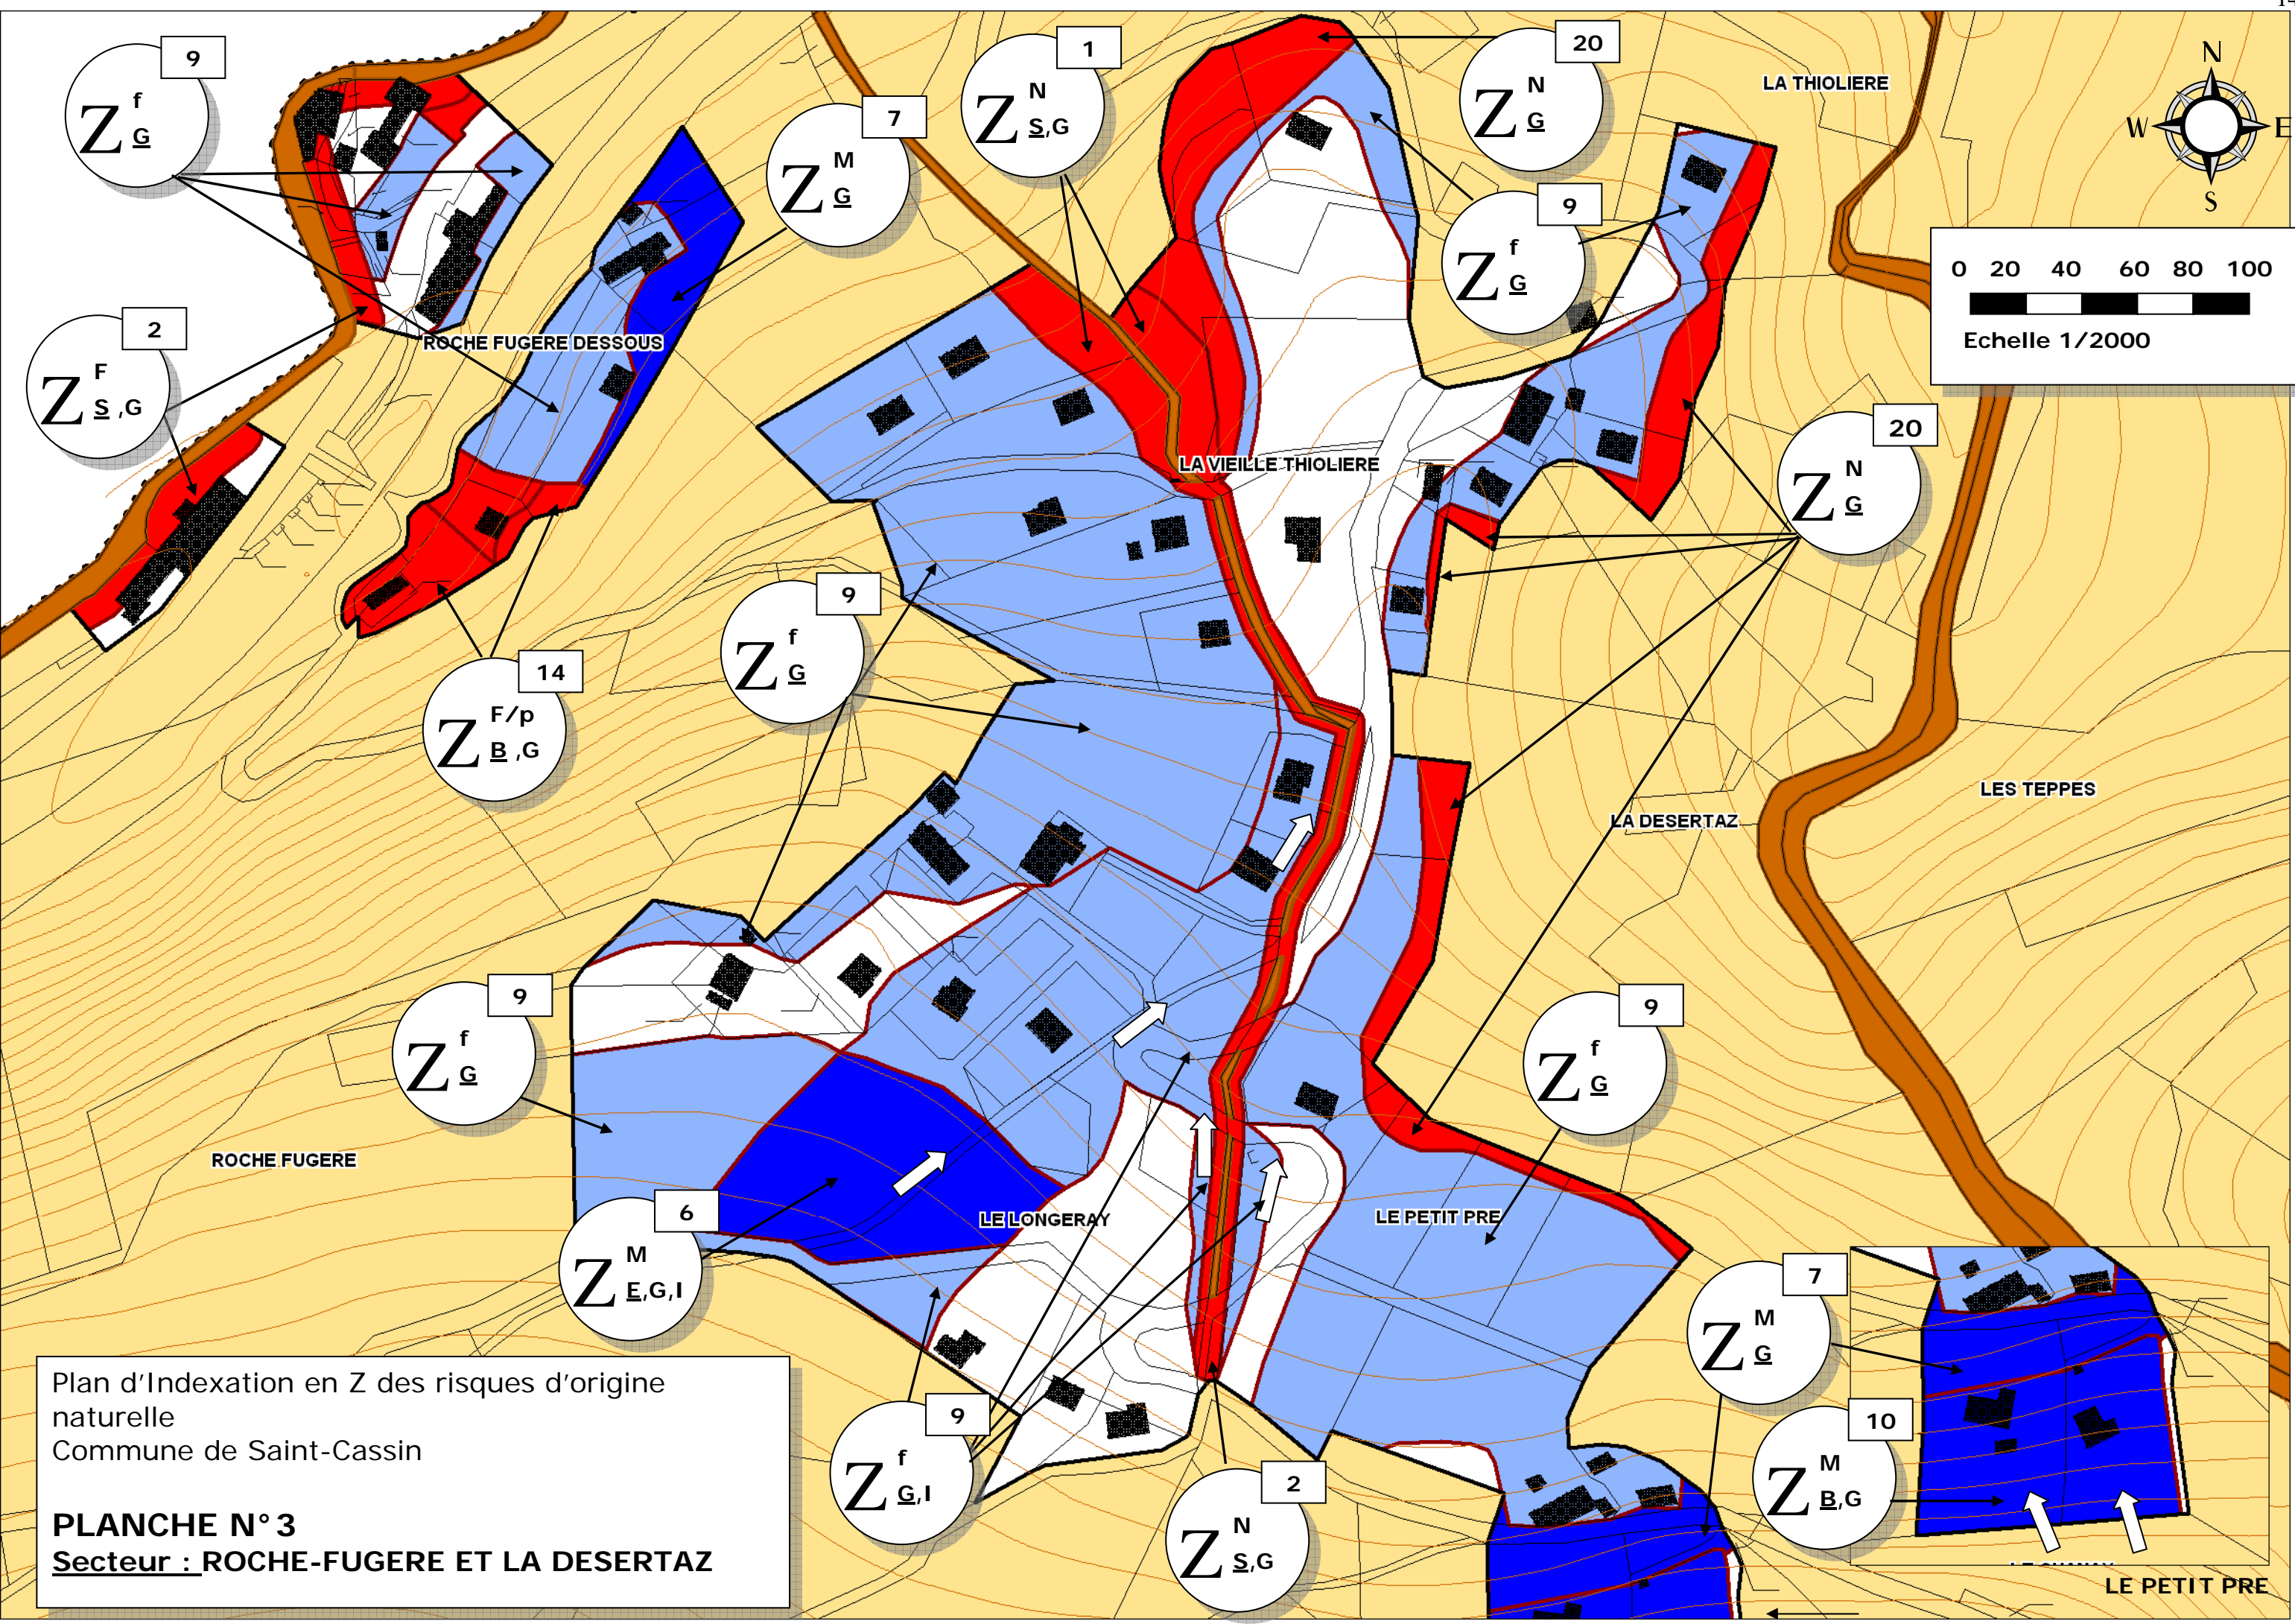 14
9
Z f G
2
Z F S ,G
ROCHE FUGERE DESSOUS
7
Z M G
1
Z N S,G
20
Z N G
9
Z f G
LA THIOLIERE
N
W E
S
0 20 40 60 80 100
Echelle 1/2000
LA VIEILLE THIOLIERE
20
Z N G
14
Z F/p B ,G
9
Z f G
LES TEPPES
LA DESERTAZ
9
Z f G
9
Z f G
ROCHE FUGERE
6
Z M E,G,I
LE LONGERAY
LE PETIT PRE
7
Z M G
10
Z M B,G
9
Z f G,I
2
Z N S,G
LE PETIT PRE
Plan d'Indexation en Z des risques d'origine
naturelle
Commune de Saint-Cassin
PLANCHE N°3
Secteur : ROCHE-FUGERE ET LA DESERTAZ